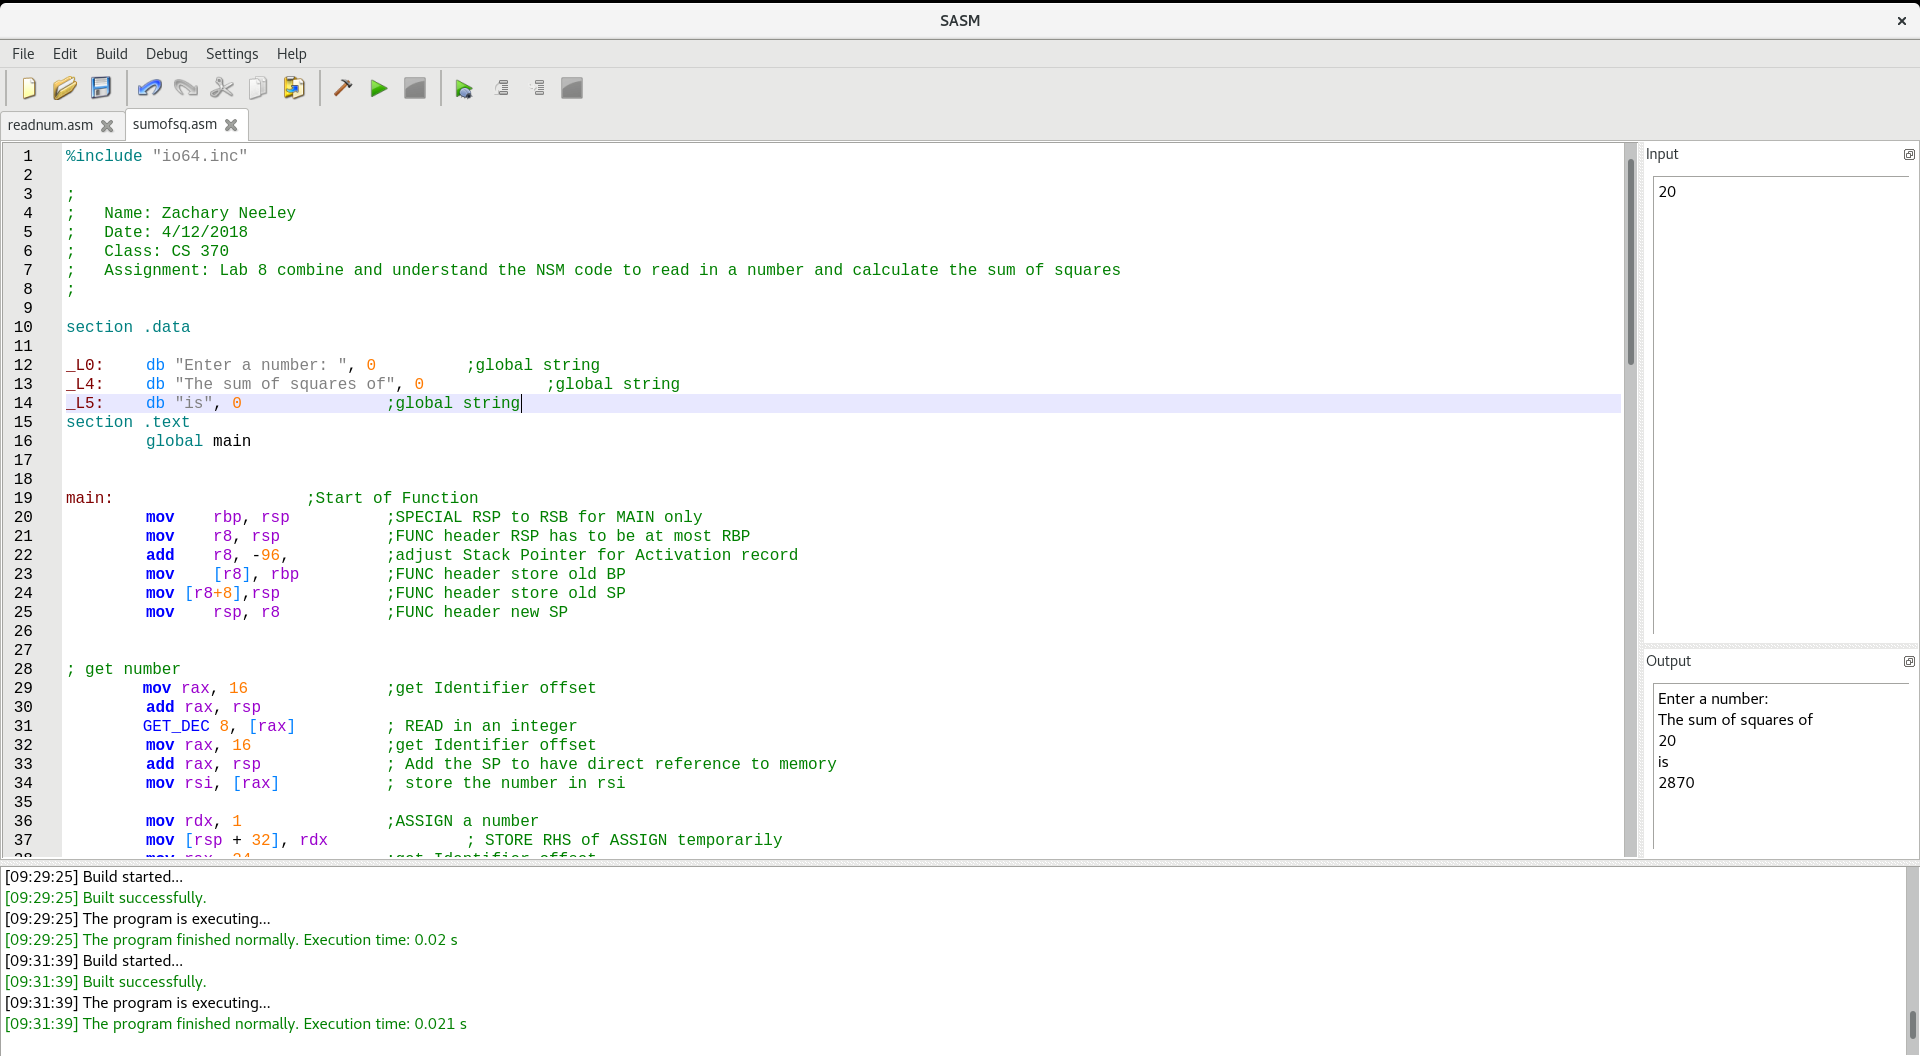 SASM
File Edit Build Debug Settings Help
readnum.asm
sumofsq.asm
1 %include "io64.inc"
2
3 ;
4 ;   Name: Zachary Neeley
5 ;   Date: 4/12/2018
6 ;   Class: CS 370
7 ;   Assignment: Lab 8 combine and understand the NSM code to read in a number and calculate the sum of squares
8 ;
9
10 section .data
11
12 _L0: db "Enter a number: ", 0 ;global string
13 _L4: db "The sum of squares of", 0 ;global string
14 _L5: db "is", 0 ;global string
15 section .text
16 global main
17
18
19 main: ;Start of Function
20 mov rbp, rsp ;SPECIAL RSP to RSB for MAIN only
21 mov r8, rsp ;FUNC header RSP has to be at most RBP
22 add r8, -96, ;adjust Stack Pointer for Activation record
23 mov [r8], rbp ;FUNC header store old BP
24 mov [r8+8],rsp ;FUNC header store old SP
25 mov rsp, r8 ;FUNC header new SP
26
27
28 ; get number
29 mov rax, 16 ;get Identifier offset
30 add rax, rsp
31 GET_DEC 8, [rax] ; READ in an integer
32 mov rax, 16 ;get Identifier offset
33 add rax, rsp ; Add the SP to have direct reference to memory
34 mov rsi, [rax] ; store the number in rsi
35
36 mov rdx, 1 ;ASSIGN a number
37 mov [rsp + 32], rdx ; STORE RHS of ASSIGN temporarily
38 mov rax, 24 ;get Identifier offset
Input
20
Output
Enter a number:
The sum of squares of
20
is
2870
[09:29:25] Build started...
[09:29:25] Built successfully.
[09:29:25] The program is executing...
[09:29:25] The program finished normally. Execution time: 0.02 s
[09:31:39] Build started...
[09:31:39] Built successfully.
[09:31:39] The program is executing...
[09:31:39] The program finished normally. Execution time: 0.021 s